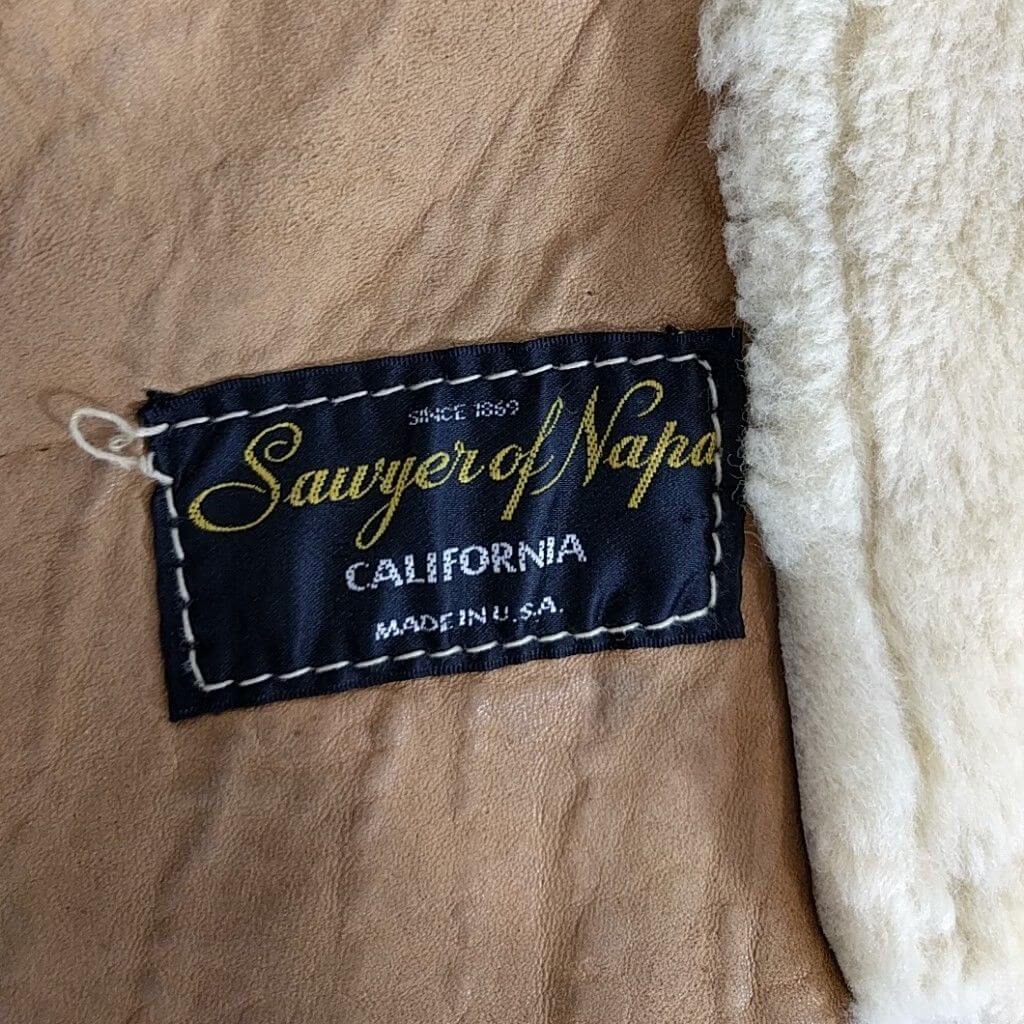 SINCE 1869
Sawyer of Napa
CALIFORNIA
MADE IN U.S.A.